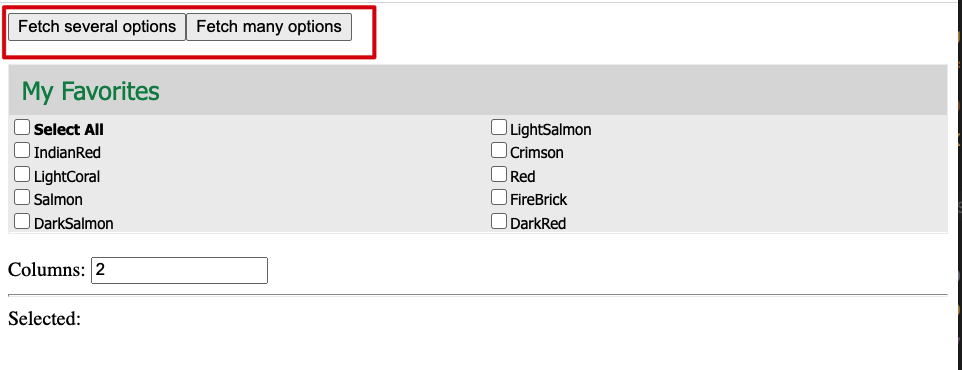 Fetch several options Fetch many options
My Favorites
Select All
IndianRed
LightCoral
Salmon
DarkSalmon
LightSalmon
Crimson
Red
FireBrick
DarkRed
Columns: 2
Selected: